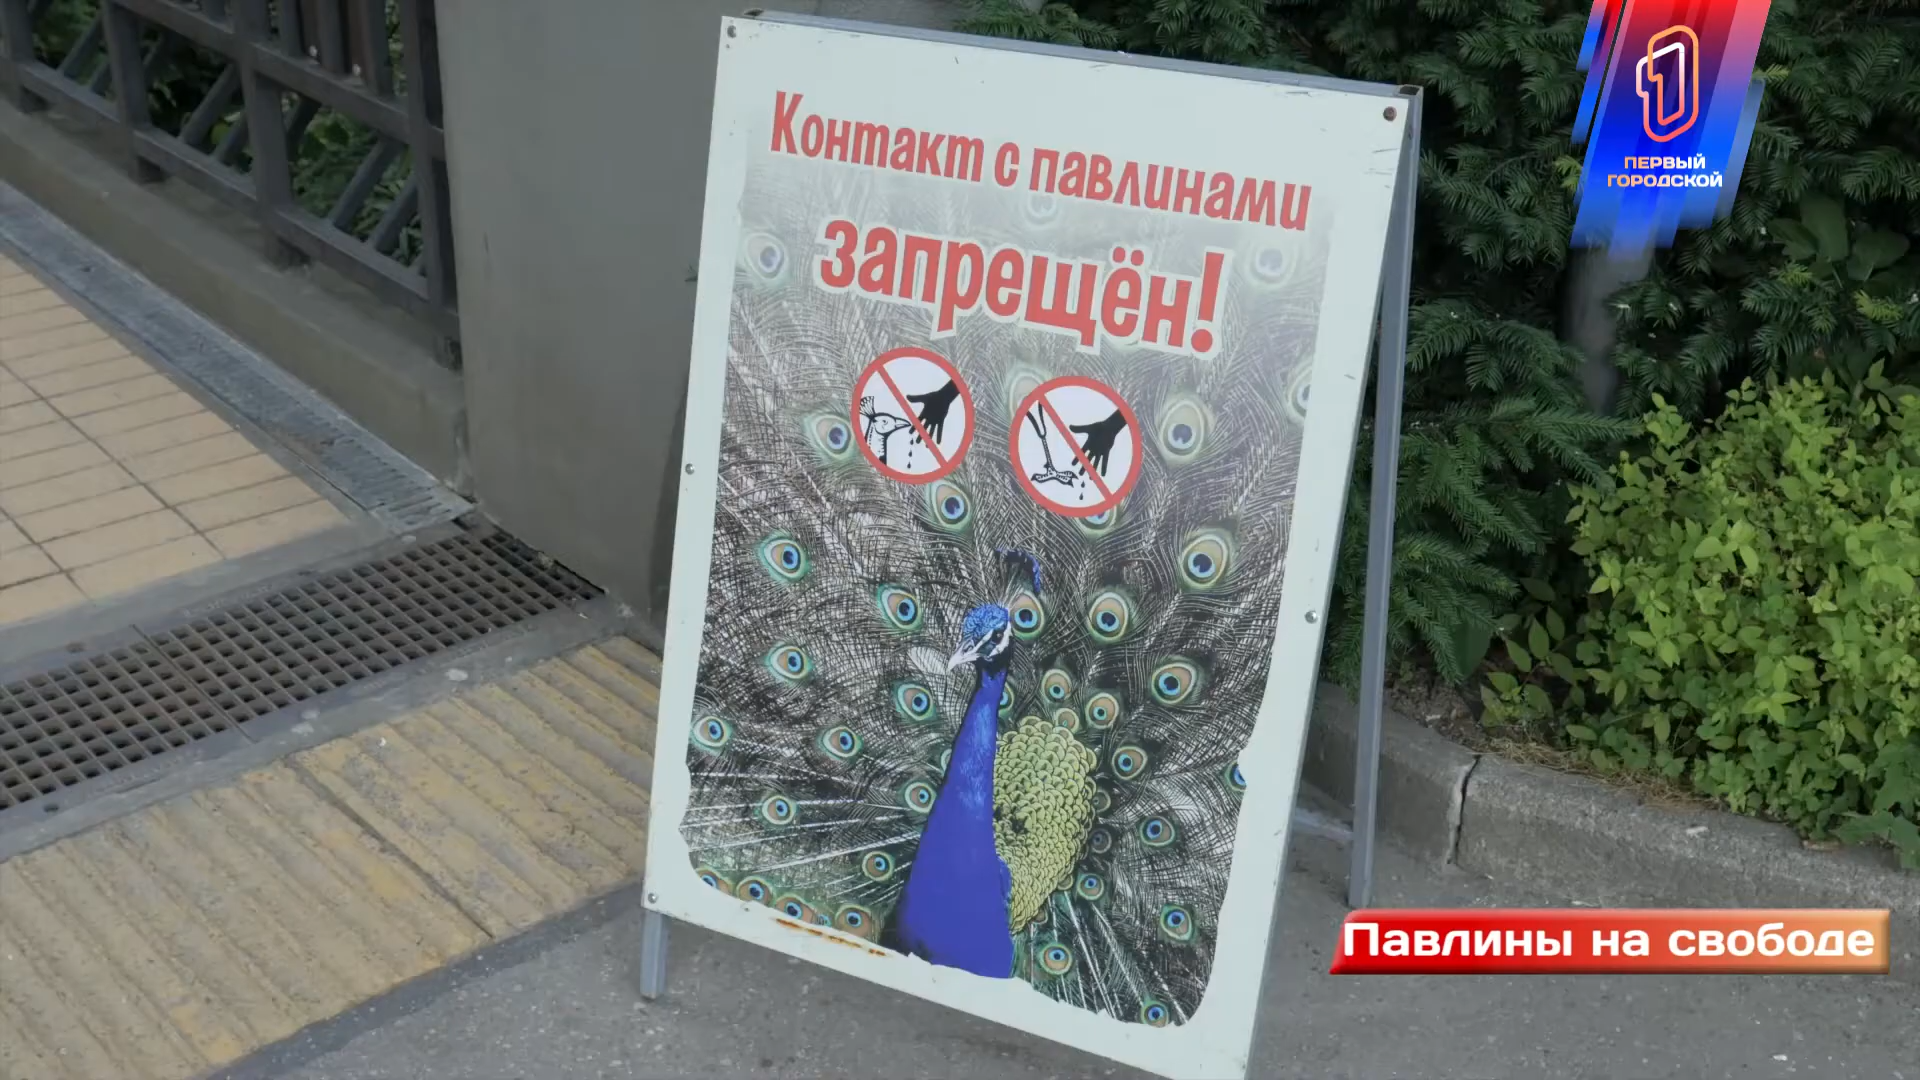 Контакт с павлинами
запрещён!
ПЕРВЫЙ
ГОРОДСКОЙ
Павлины на свободе